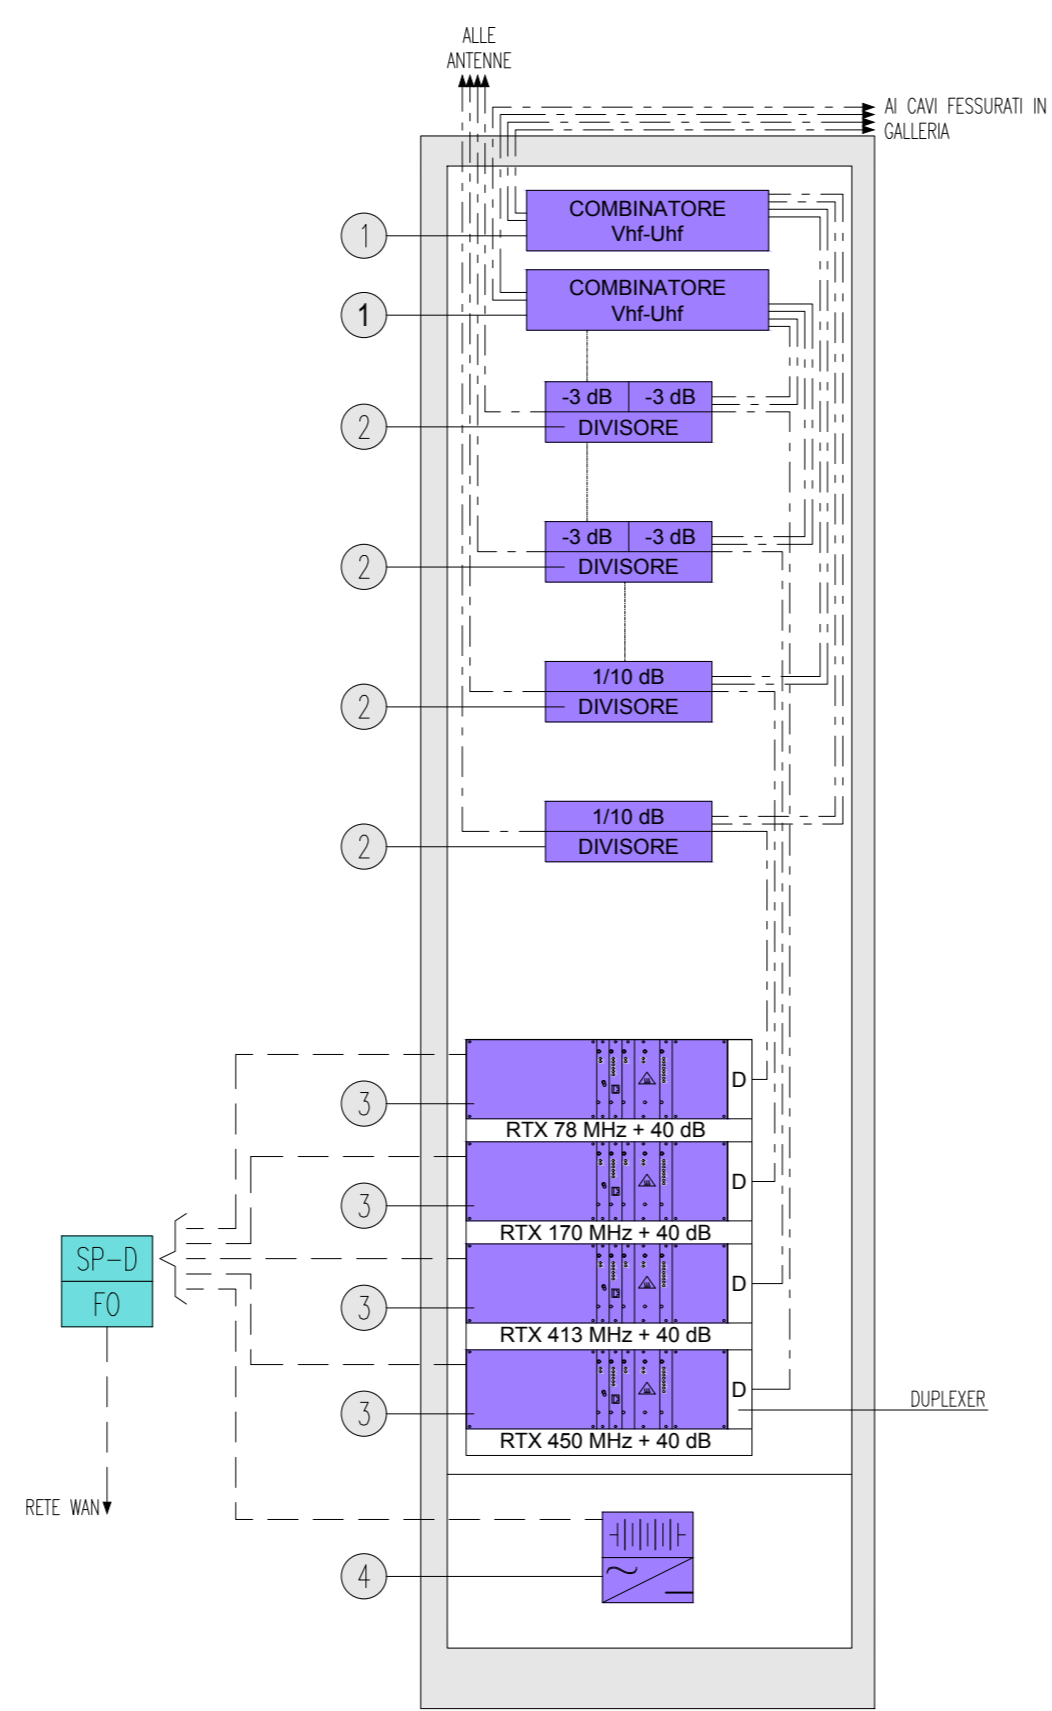 ALLE
ANTENNE
AI CAVI FESSURATI IN
GALLERIA
COMBINATORE
Vhf-Uhf
1
COMBINATORE
Vhf-Uhf
1
-3 dB -3 dB
DIVISORE
2
-3 dB -3 dB
DIVISORE
2
1/10 dB
DIVISORE
2
1/10 dB
DIVISORE
2
D
3
RTX 78 MHz + 40 dB
D
3
RTX 170 MHz + 40 dB
SP-D
FO
D
3
RTX 413 MHz + 40 dB
D
DUPLEXER
3
RTX 450 MHz + 40 dB
RETE WAN
4